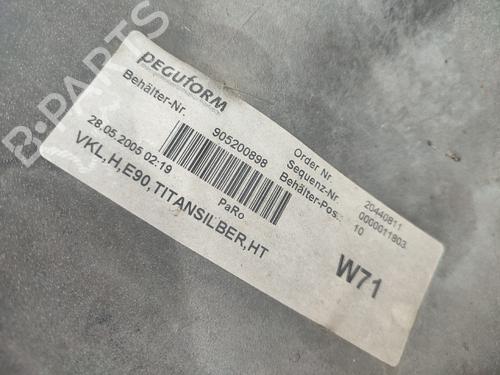 PEGUFORM
Behälter-Nr.
905200898
Order Nr. 20440811
Sequenz-Nr. 0000011803
Behälter-Pos. 10
28.05.2005 02:19
PaRo
VKL,H,E90,TITANSILBER,HT
W71
B-PARTS